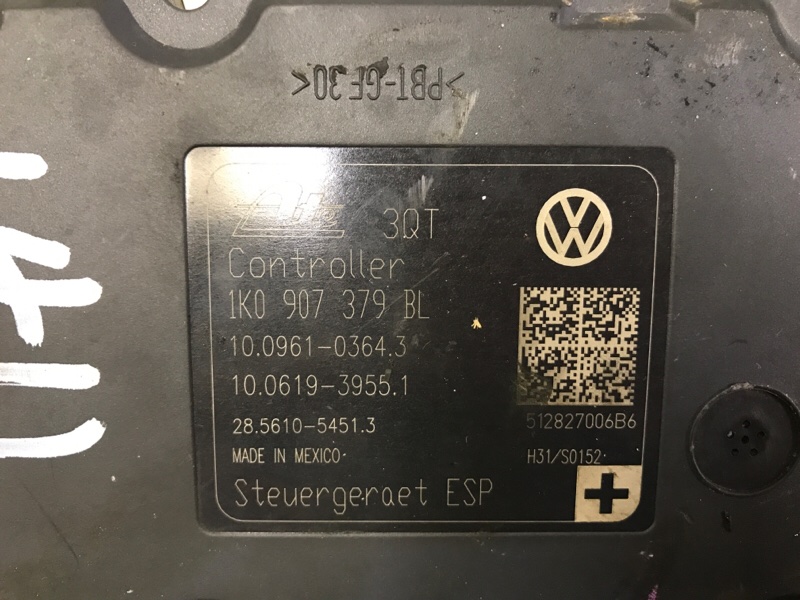 >PBT-GF30<
ATE 3QT
Controller
1K0 907 379 BL
10.0961-0364.3
10.0619-3955.1
28.5610-5451.3
512827006B6
MADE IN MEXICO·
H31/S0152·
Steuergeraet ESP